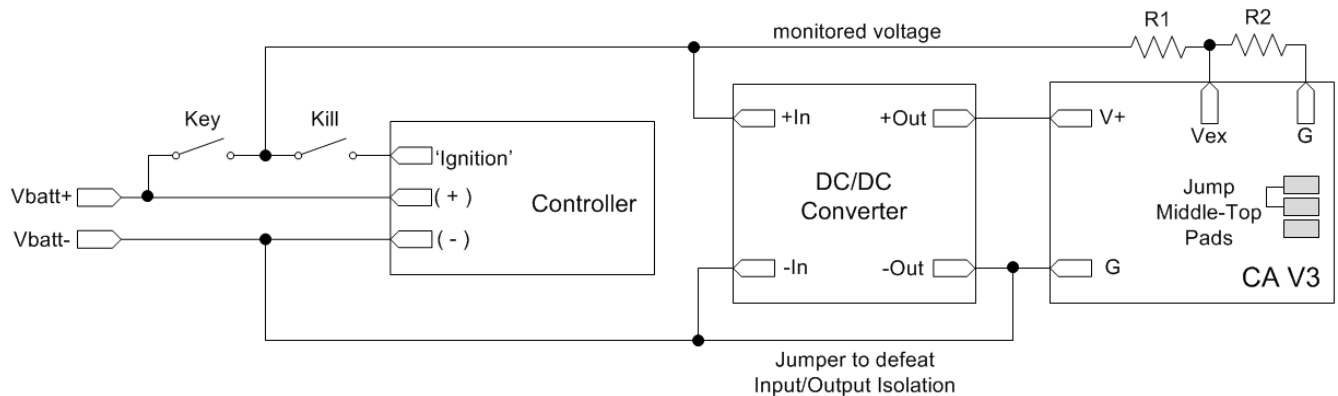 R1
R2
monitored voltage
Key
Kill
+In
+Out
V+
Vex
G
'Ignition'
Vbatt+
(+)
Controller
DC/DC
Converter
Jump
Middle-Top
Pads
Vbatt-
(-)
-In
-Out
G
CA V3
Jumper to defeat
Input/Output Isolation